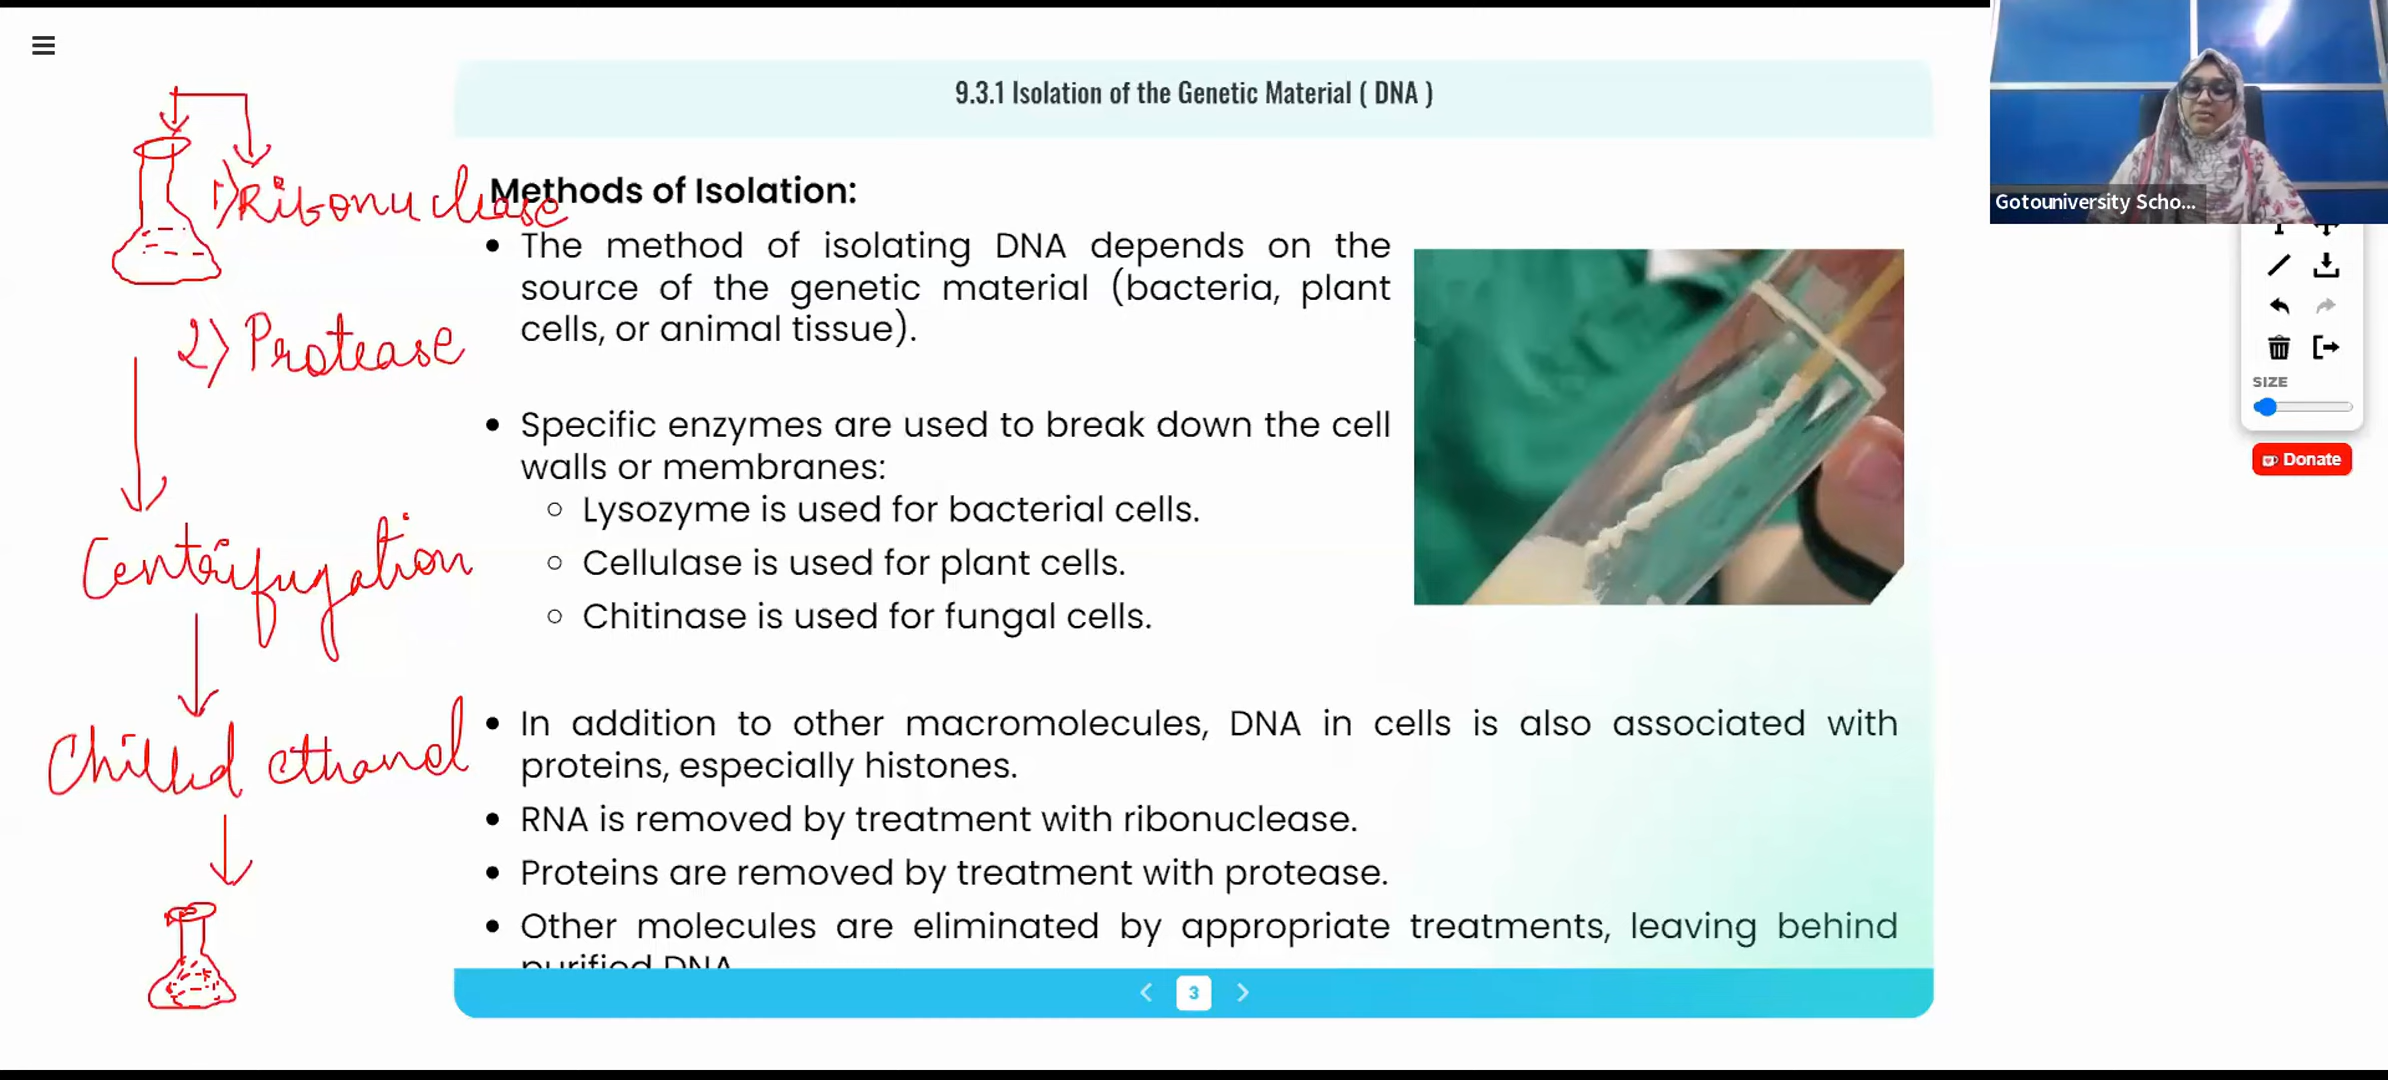 9.3.1 Isolation of the Genetic Material ( DNA )
Gotouniversity Scho...
1) Ribonuclease
Methods of Isolation:
• The method of isolating DNA depends on the
source of the genetic material (bacteria, plant
cells, or animal tissue).
2) Protease
• Specific enzymes are used to break down the cell
walls or membranes:
○ Lysozyme is used for bacterial cells.
○ Cellulase is used for plant cells.
○ Chitinase is used for fungal cells.
Centrifugation
Chilled ethanol
• In addition to other macromolecules, DNA in cells is also associated with
proteins, especially histones.
• RNA is removed by treatment with ribonuclease.
• Proteins are removed by treatment with protease.
• Other molecules are eliminated by appropriate treatments, leaving behind
purified DNA
3
SIZE
Donate